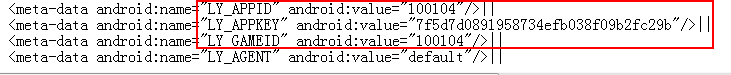 <meta-data android:name="LY_APPID" android:value="100104"/>||
<meta-data android:name="LY_APPKEY" android:value="7f5d7d0891958734efb038f09b2fc29b"/>||
<meta-data android:name="LY_GAMEID" android:value="100104"/>||
<meta-data android:name="LY_AGENT" android:value="default"/>||